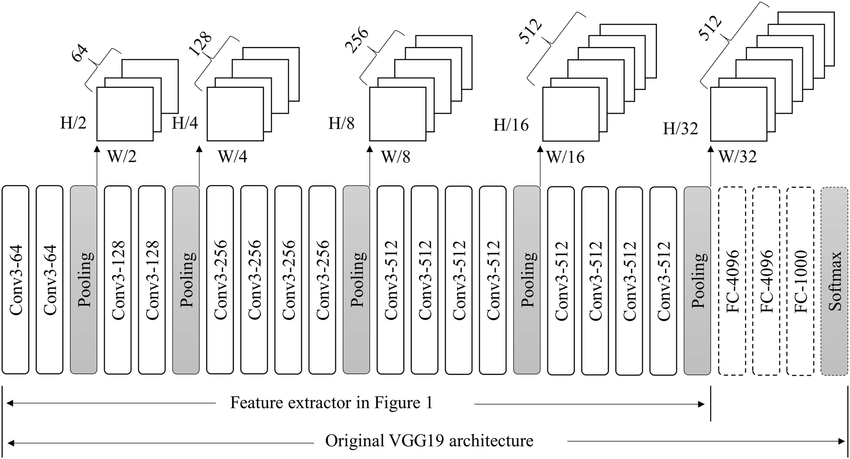 64
128
256
512
512
H/2
H/4
H/8
H/16
H/32
W/2
W/4
W/8
W/16
W/32
Conv3-64
Conv3-64
Pooling
Conv3-128
Conv3-128
Pooling
Conv3-256
Conv3-256
Conv3-256
Conv3-256
Pooling
Conv3-512
Conv3-512
Conv3-512
Conv3-512
Pooling
Conv3-512
Conv3-512
Conv3-512
Conv3-512
Pooling
FC-4096
FC-4096
FC-1000
Softmax
Feature extractor in Figure 1
Original VGG19 architecture